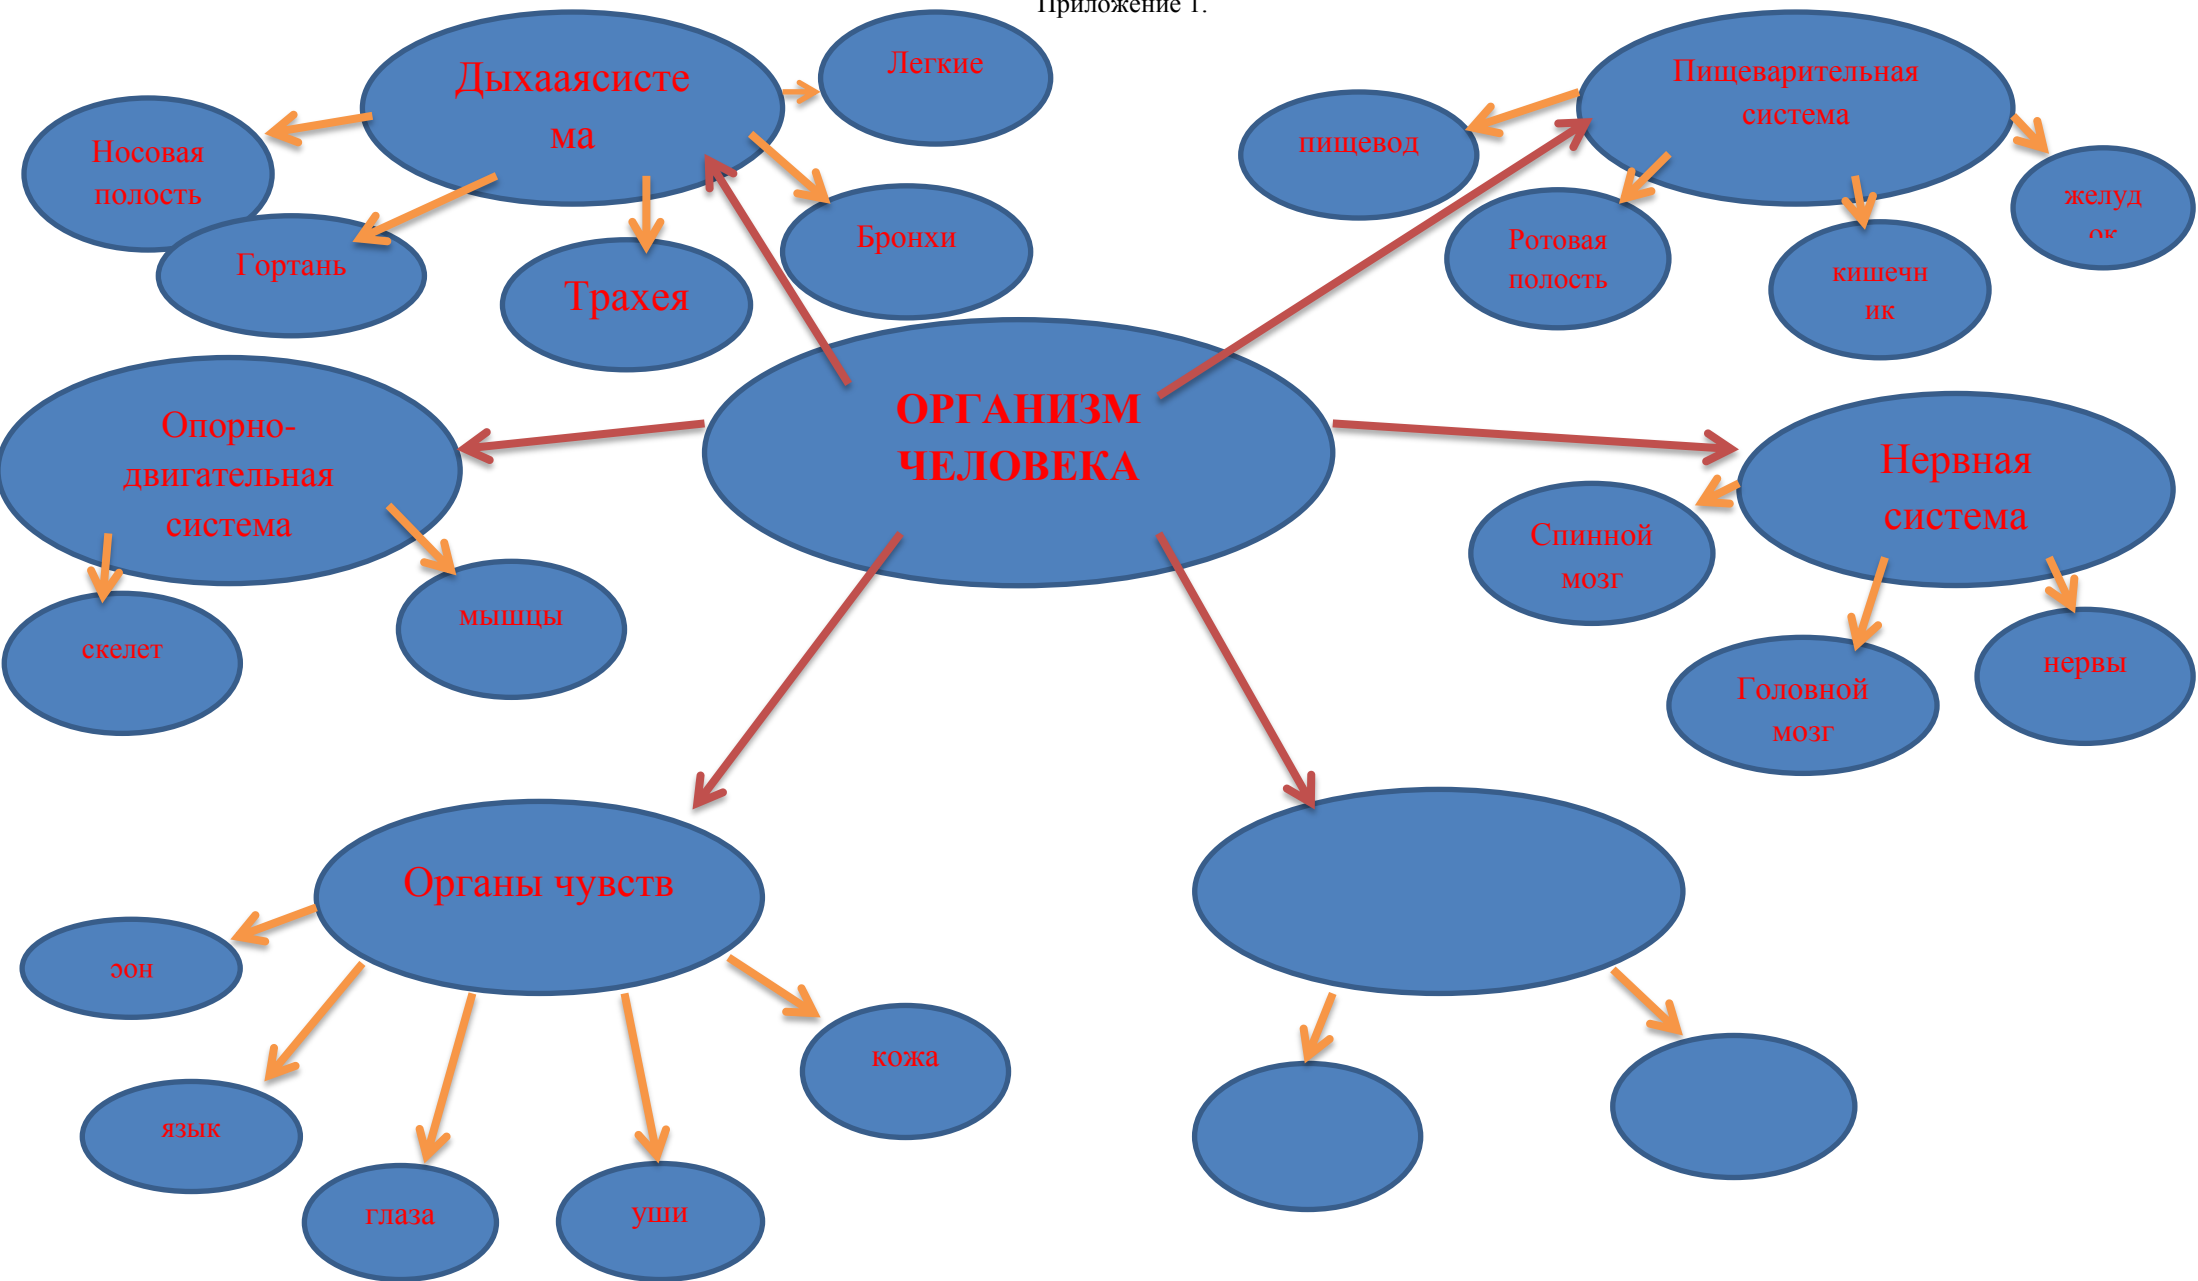 Приложение 1.
Дыхааясисте
ма
Легкие
Носовая
полость
Гортань
Трахея
Бронхи
Пищеварительная
система
пищевод
Ротовая
полость
кишечн
ик
желуд
ок
ОРГАНИЗМ
ЧЕЛОВЕКА
Опорно-
двигательная
система
скелет
мышцы
Нервная
система
Спинной
мозг
Головной
мозг
нервы
Органы чувств
нос
язык
глаза
уши
кожа